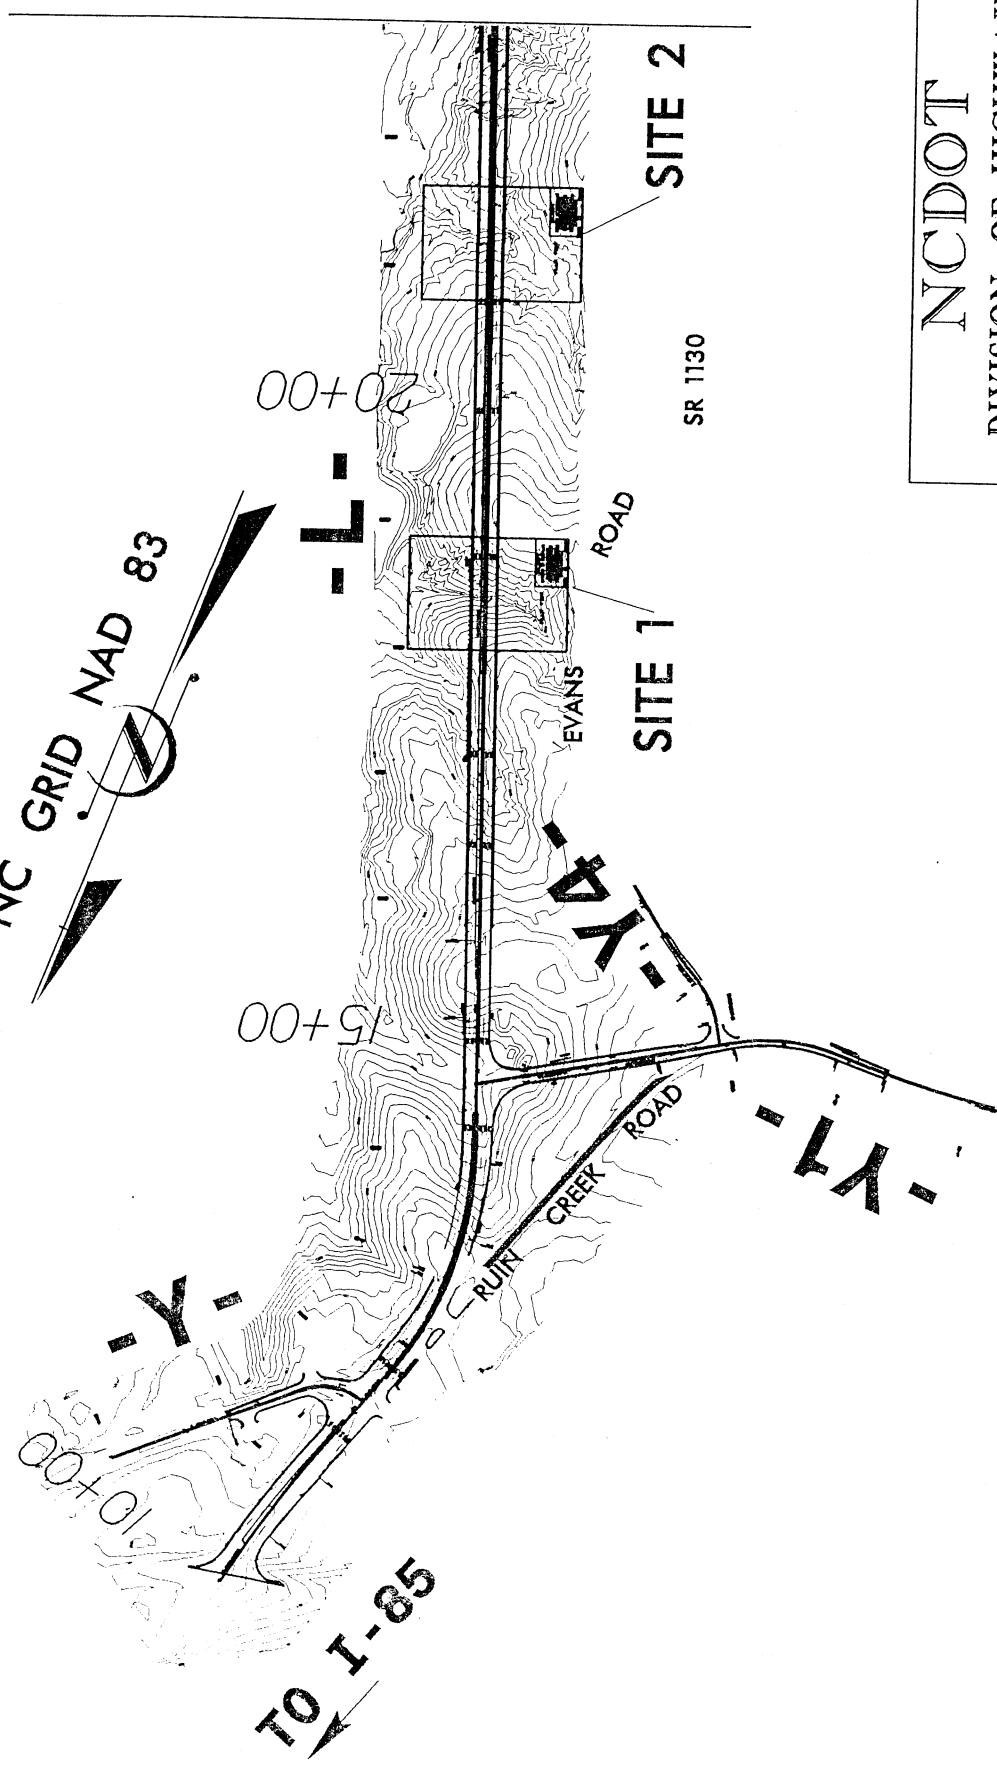 NCDOT
SITE 2
20+00
SR 1130
-L-
NC GRID NAD 83
ROAD
EVANS
SITE 1
-Y4-
15+00
-Y1-
RUIN CREEK ROAD
-Y-
10+00
TO I-85